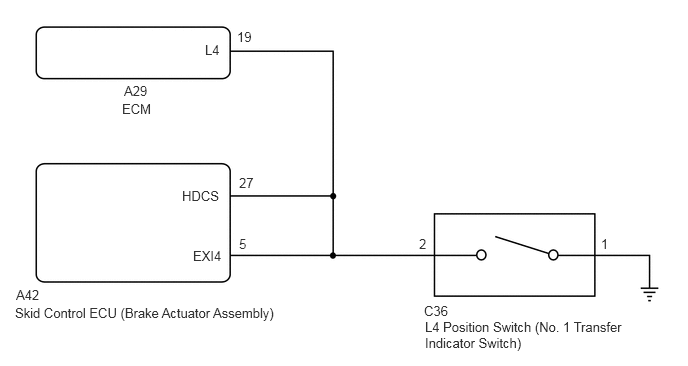 L4 19
A29
ECM
HDCS 27
EXI4 5
2 1
A42
Skid Control ECU (Brake Actuator Assembly)
C36
L4 Position Switch (No. 1 Transfer
Indicator Switch)